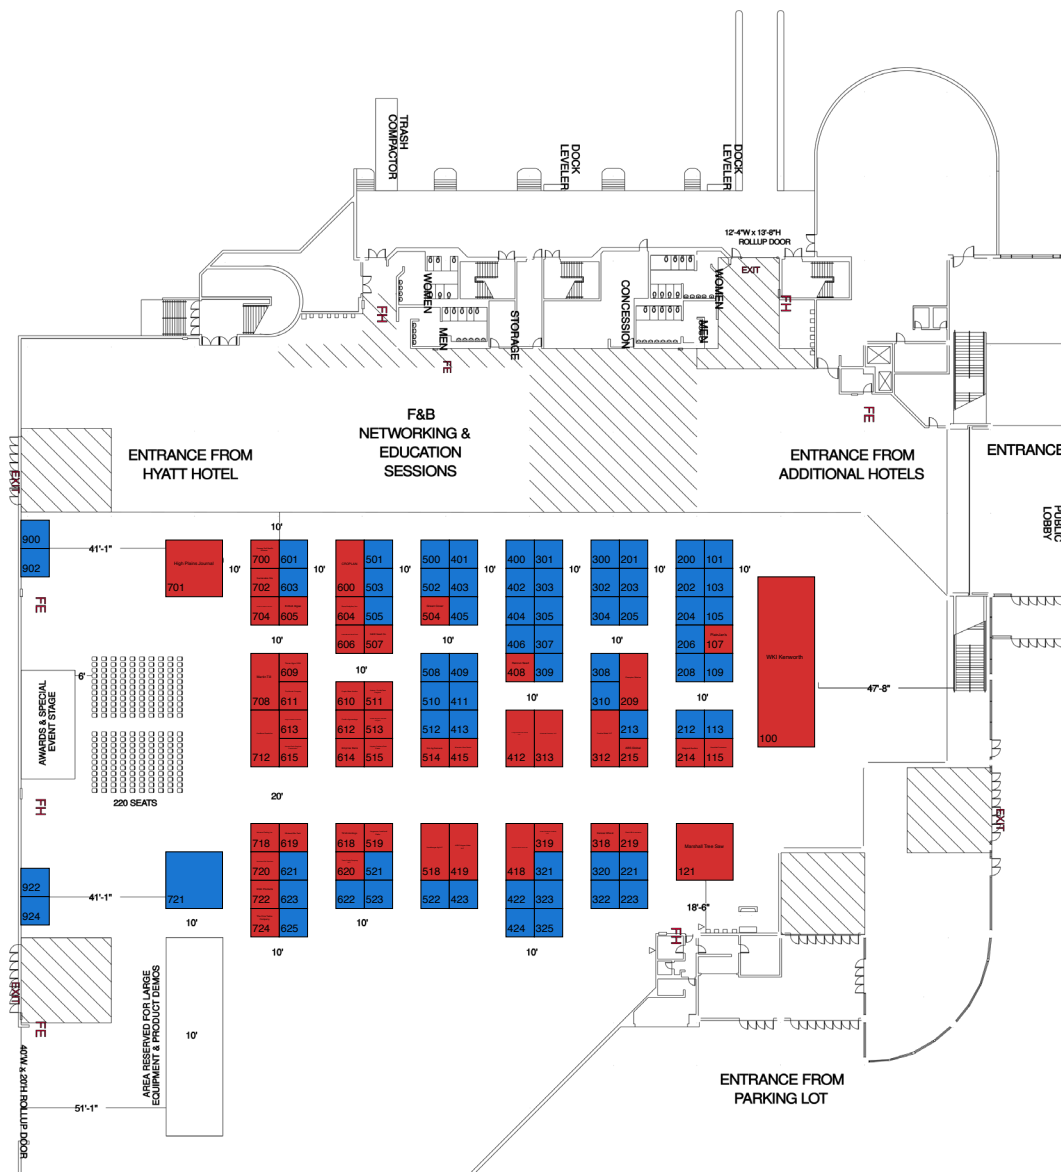 TRASH
COMPACTOR
DOCK
LEVELER
DOCK
LEVELER
12'-4"W x 13'-8"H
ROLLUP DOOR
EXIT
WOMEN
MEN
STORAGE
CONCESSION
WOMEN
MEN
FH
FH
FE
FE
F&B
NETWORKING &
EDUCATION
SESSIONS
ENTRANCE FROM
HYATT HOTEL
ENTRANCE FROM
ADDITIONAL HOTELS
ENTRANCE
PUBLIC
LOBBY
EXIT
900
902
41'-1"
High Plains Journal
701
10'
10'
10'
10'
10'
10'
10'
10'
700 601
702 603
704 605
600
501
503
604 505
606 507
500 401
502 403
504 405
400 301
402 303
404 305
406 307
408 309
300 201
302 203
304 205
200 101
202 103
204 105
206 107
208 109
WKI Kenworth
100
47'-8"
FE
10'
10'
10'
10'
10'
6'
AWARDS & SPECIAL
EVENT STAGE
220 SEATS
609
708 611
613
712 615
610 511
612 513
614 515
508 409
510 411
512 413
514 415
412 313
308
310 209
213
312 215
212 113
214 115
FH
EXIT
20'
718 619
720 621
722 623
724 625
618 519
620 521
622 523
518 419
522 423
319
418 321
422 323
424 325
318 219
320 221
322 223
Marshall Tree Saw
121
18'-6"
922
924
41'-1"
721
10'
10'
10'
10'
FH
EXIT
FE
40'W x 20'H ROLLUP DOOR
AREA RESERVED FOR LARGE
EQUIPMENT & PRODUCT DEMOS
10'
51'-1"
ENTRANCE FROM
PARKING LOT